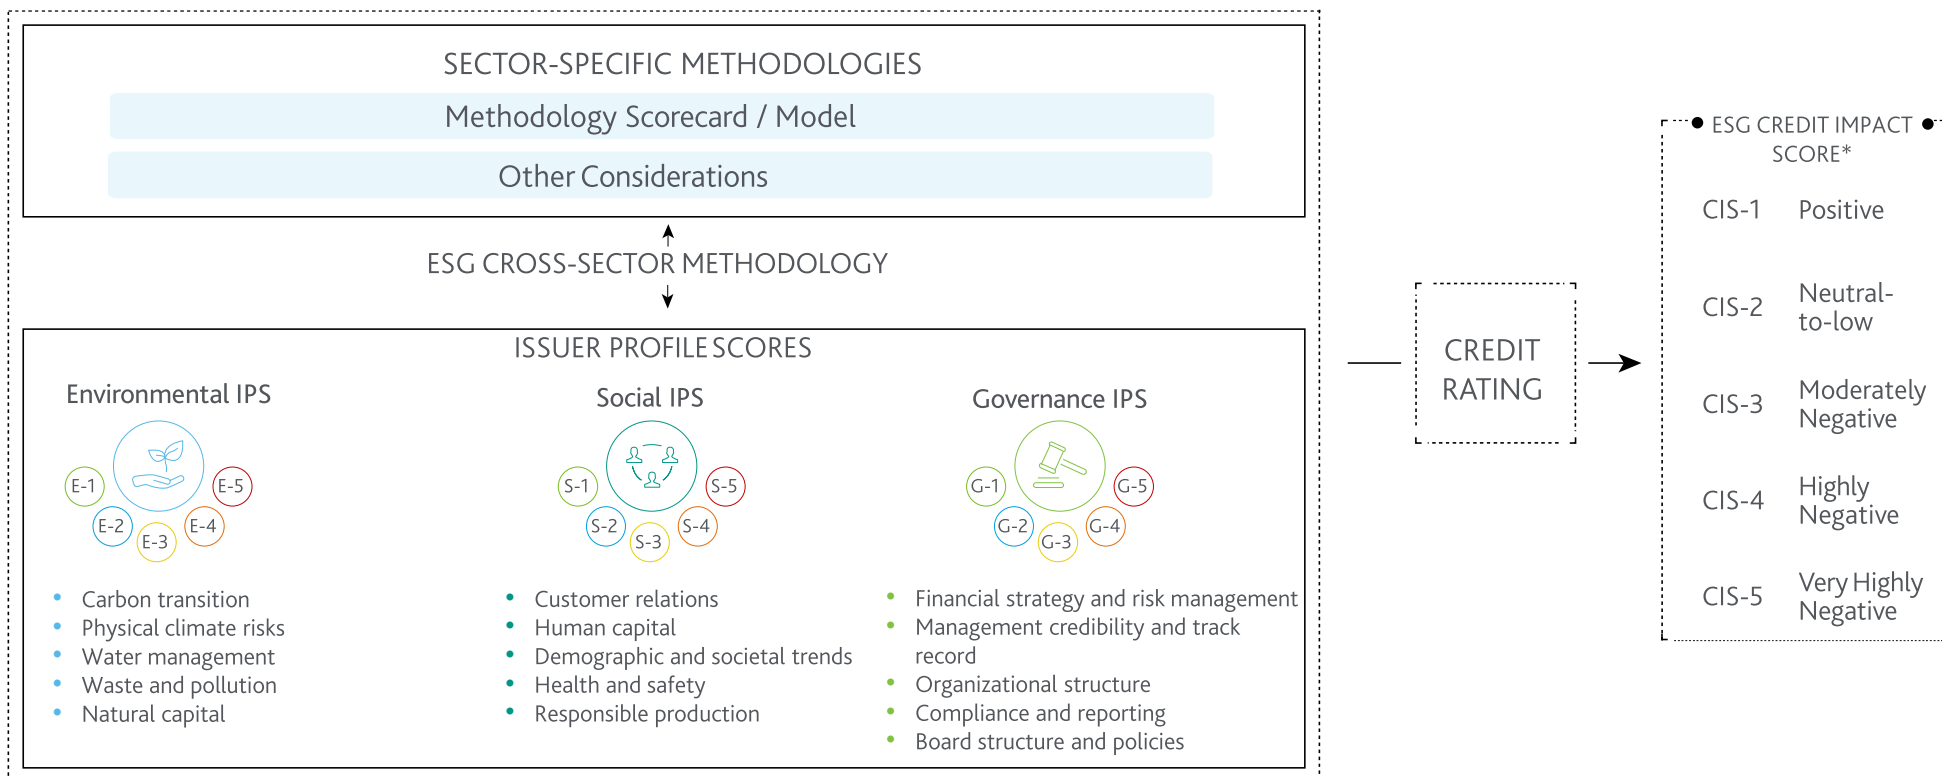 SECTOR-SPECIFIC METHODOLOGIES
Methodology Scorecard / Model
Other Considerations
ESG CROSS-SECTOR METHODOLOGY
ISSUER PROFILE SCORES
Environmental IPS
E-1
E-2
E-3
E-4
E-5
Carbon transition
Physical climate risks
Water management
Waste and pollution
Natural capital
Social IPS
S-1
S-2
S-3
S-4
S-5
Customer relations
Human capital
Demographic and societal trends
Health and safety
Responsible production
Governance IPS
G-1
G-2
G-3
G-4
G-5
Financial strategy and risk management
Management credibility and track
record
Organizational structure
Compliance and reporting
Board structure and policies
CREDIT
RATING
ESG CREDIT IMPACT
SCORE*
CIS-1 Positive
CIS-2 Neutral-
to-low
CIS-3 Moderately
Negative
CIS-4 Highly
Negative
CIS-5 Very Highly
Negative